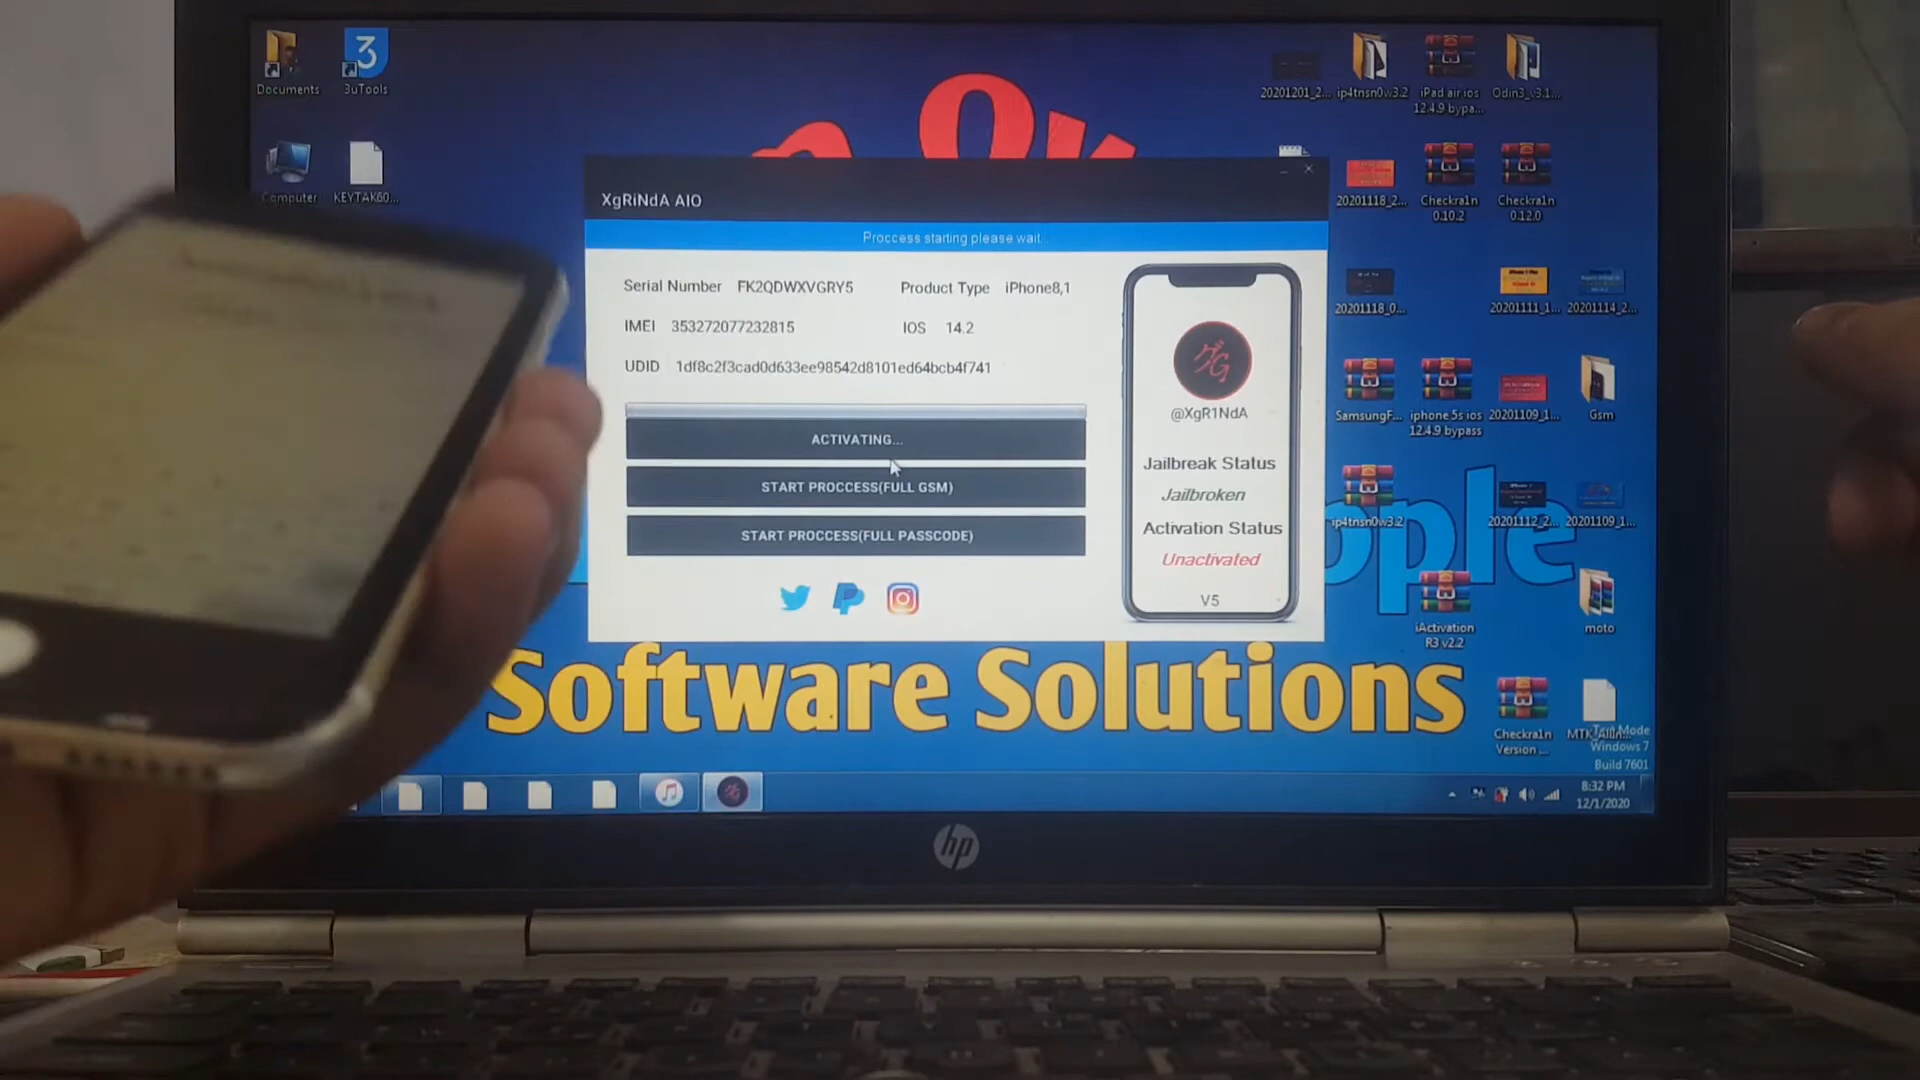 Documents
3uTools
20201201_2...
ip4tnsn0w3.2
iPad air ios
12.4.9 bypa...
Odin3_v3.1...
Computer
KEYTAK60...
20201118_2...
Checkra1n
0.10.2
Checkra1n
0.12.0
XgRiNdA AIO
Proccess starting please wait...
Serial Number FK2QDWXVGRY5
Product Type iPhone8,1
IMEI 353272077232815
IOS 14.2
UDID 1df8c2f3cad0d633ee98542d8101ed64bcb4f741
ACTIVATING...
START PROCCESS(FULL GSM)
START PROCCESS(FULL PASSCODE)
@XgR1NdA
Jailbreak Status
Jailbroken
Activation Status
Unactivated
V5
20201118_0...
20201111_1...
20201114_2...
SamsungF...
iphone 5s ios
12.4.9 bypass
20201109_1...
Gsm
ip4tnsn0w3.2
20201112_2...
20201109_1...
iActivation
R3 v2.2
moto
Software Solutions
Checkra1n
Version ...
Test Mode
Windows 7
Build 7601
8:32 PM
12/1/2020
hp